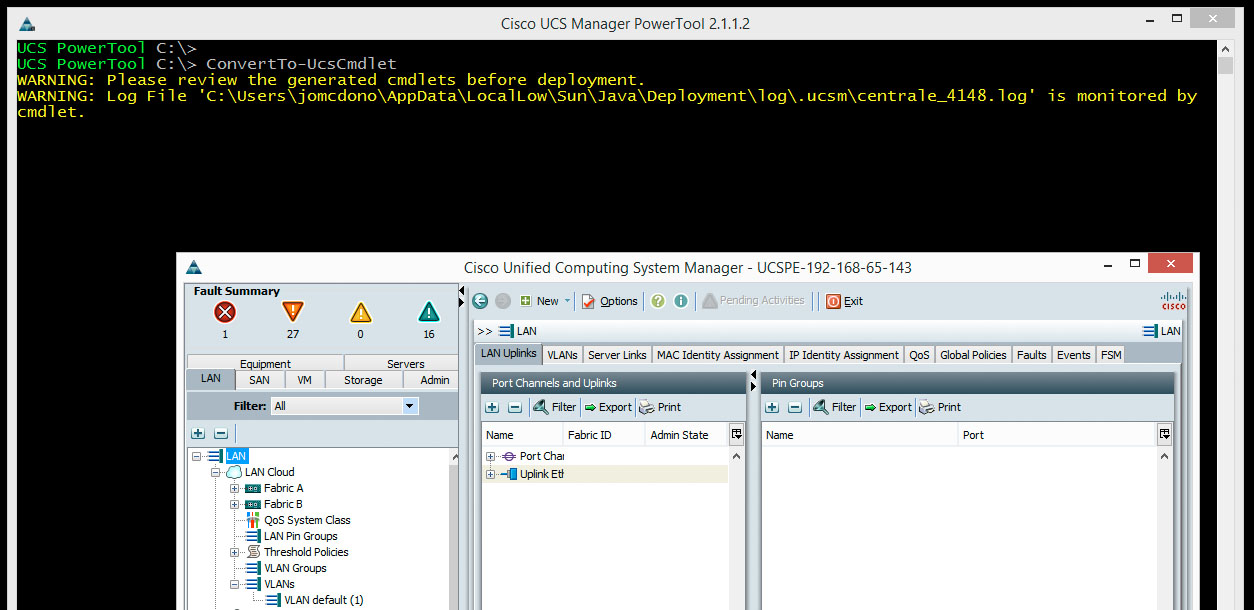 Cisco UCS Manager PowerTool 2.1.1.2
UCS PowerTool C:\>
UCS PowerTool C:\> ConvertTo-UcsCmdlet
WARNING: Please review the generated cmdlets before deployment.
WARNING: Log File 'C:\Users\jomcdono\AppData\LocalLow\Sun\Java\Deployment\log\.ucsm\centrale_4148.log' is monitored by
cmdlet.
Cisco Unified Computing System Manager - UCSPE-192-168-65-143
Fault Summary
1 27 0 16
Equipment Servers
LAN SAN VM Storage Admin
Filter: All
LAN
LAN Cloud
Fabric A
Fabric B
QoS System Class
LAN Pin Groups
Threshold Policies
VLAN Groups
VLANs
VLAN default (1)
New Options Pending Activities Exit
cisco
>> LAN LAN
LAN Uplinks VLANs Server Links MAC Identity Assignment IP Identity Assignment QoS Global Policies Faults Events FSM
Port Channels and Uplinks
Filter Export Print
Name Fabric ID Admin State
Port Char
Uplink Eth
Pin Groups
Filter Export Print
Name Port